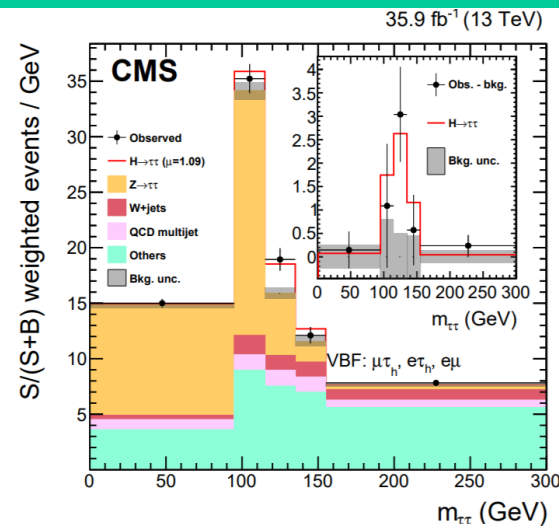 35.9 fb⁻¹ (13 TeV)
S/(S+B) weighted events / GeV
35
30
25
20
15
10
5
CMS
Observed
H→ττ (μ=1.09)
Z→ττ
W+jets
QCD multijet
Others
Bkg. unc.
4
3.5
3
2.5
2
1.5
1
0.5
0
Obs. - bkg.
H→ττ
Bkg. unc.
0 50 100 150 200 250 300
m_ττ (GeV)
VBF: μτ_h, eτ_h, eμ
0 50 100 150 200 250 300
m_ττ (GeV)